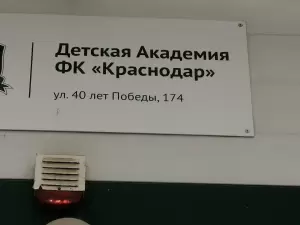 Детская Академия
ФК «Краснодар»
ул. 40 лет Победы, 174